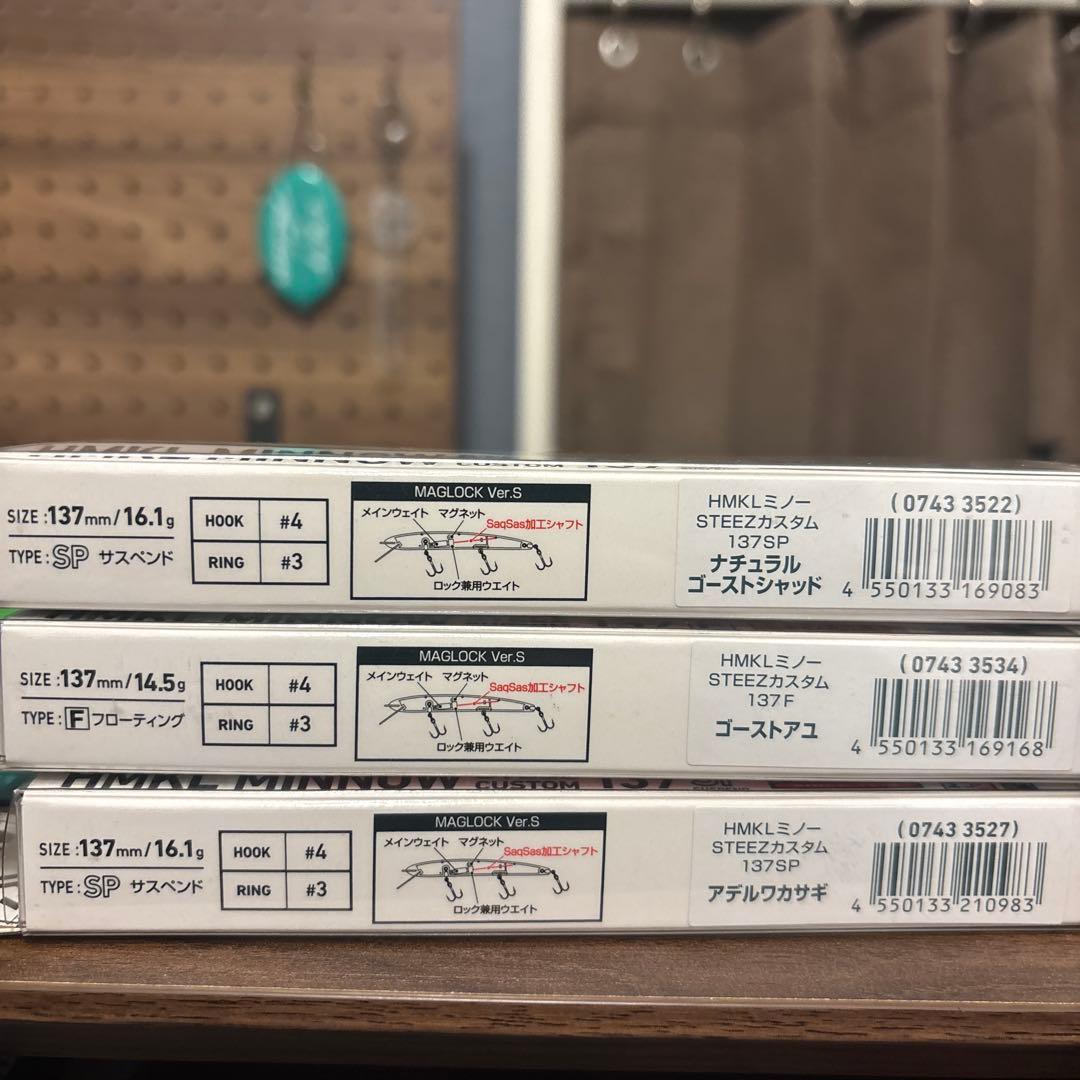 HMKL MINNOW CUSTOM 137
SIZE : 137mm/16.1g
TYPE : SP サスペンド
HOOK #4
RING #3
MAGLOCK Ver.S
メインウェイト マグネット
SaqSas加工シャフト
ロック兼用ウエイト
HMKLミノー
STEEZカスタム
137SP
ナチュラル
ゴーストシャッド
(0743 3522)
4 550133 169083
SIZE : 137mm/14.5g
TYPE : F フローティング
HOOK #4
RING #3
MAGLOCK Ver.S
メインウェイト マグネット
SaqSas加工シャフト
ロック兼用ウエイト
HMKLミノー
STEEZカスタム
137F
ゴーストアユ
(0743 3534)
4 550133 169168
HMKL MINNOW CUSTOM 137
SIZE : 137mm/16.1g
TYPE : SP サスペンド
HOOK #4
RING #3
MAGLOCK Ver.S
メインウェイト マグネット
SaqSas加工シャフト
ロック兼用ウエイト
HMKLミノー
STEEZカスタム
137SP
アデルワカサギ
(0743 3527)
4 550133 210983